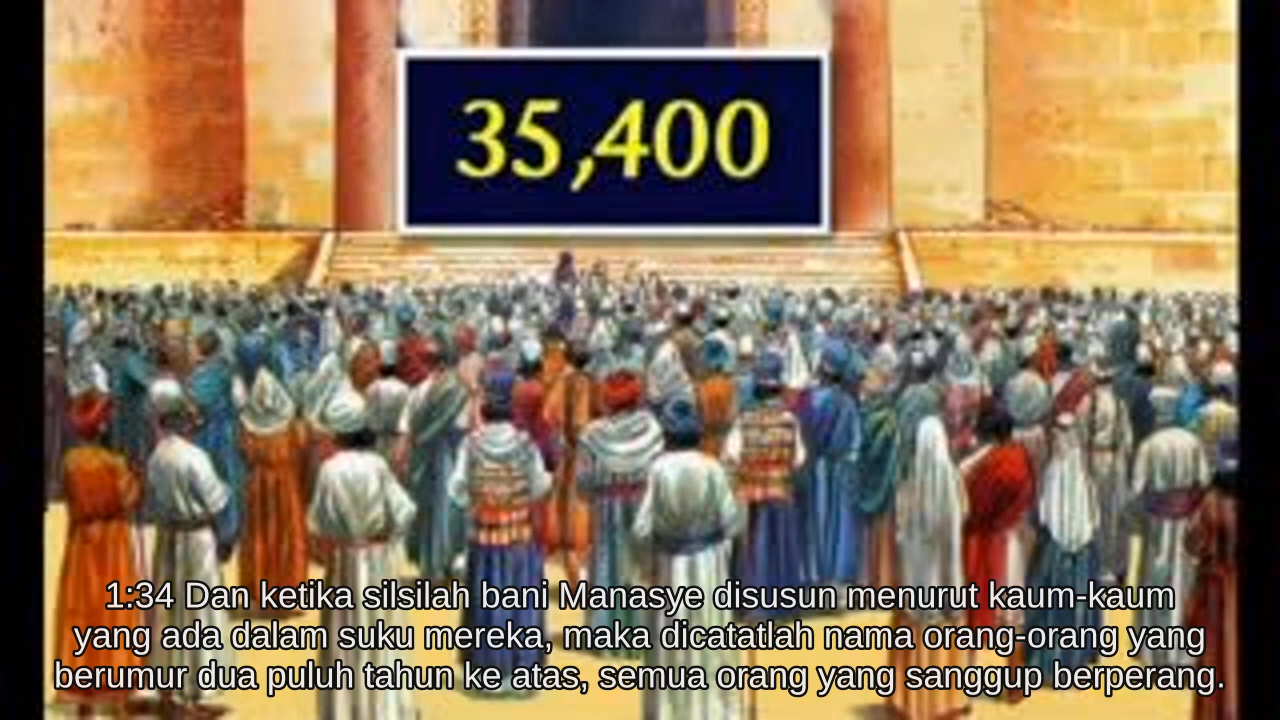 35,400
1:34 Dan ketika silsilah bani Manasye disusun menurut kaum-kaum
yang ada dalam suku mereka, maka dicatatlah nama orang-orang yang
berumur dua puluh tahun ke atas, semua orang yang sanggup berperang.